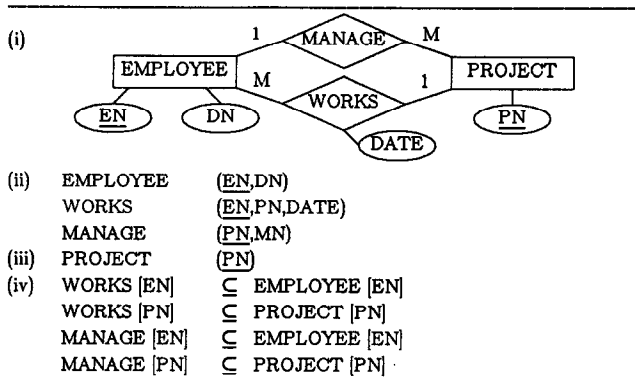 (i)
1 MANAGE M
EMPLOYEE PROJECT
M WORKS 1
EN DN PN
DATE
(ii) EMPLOYEE (EN,DN)
WORKS (EN,PN,DATE)
MANAGE (PN,MN)
(iii) PROJECT (PN)
(iv) WORKS [EN] ⊆ EMPLOYEE [EN]
WORKS [PN] ⊆ PROJECT [PN]
MANAGE [EN] ⊆ EMPLOYEE [EN]
MANAGE [PN] ⊆ PROJECT [PN]